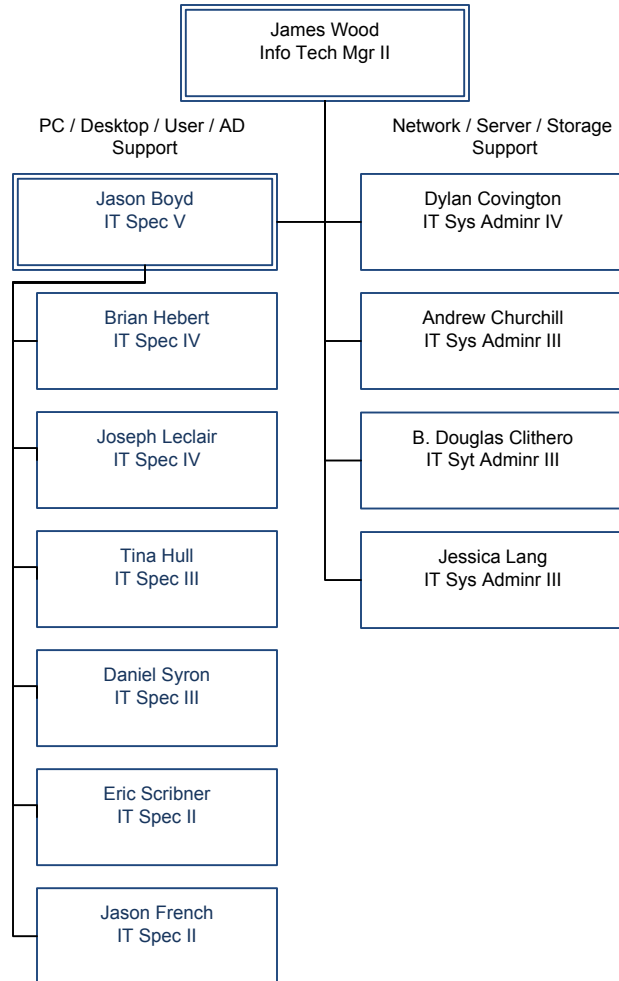 James Wood
Info Tech Mgr II
PC / Desktop / User / AD
Support
Jason Boyd
IT Spec V
Brian Hebert
IT Spec IV
Joseph Leclair
IT Spec IV
Tina Hull
IT Spec III
Daniel Syron
IT Spec III
Eric Scribner
IT Spec II
Jason French
IT Spec II
Network / Server / Storage
Support
Dylan Covington
IT Sys Adminr IV
Andrew Churchill
IT Sys Adminr III
B. Douglas Clithero
IT Syt Adminr III
Jessica Lang
IT Sys Adminr III